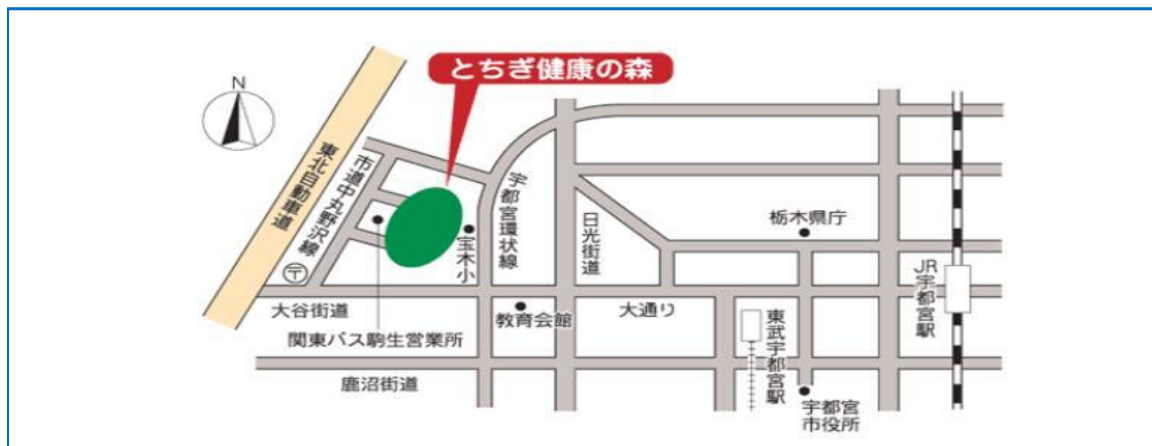 とちぎ健康の森
N
東北自動車道
市道中丸野沢線
〒
宝木小
宇都宮環状線
日光街道
栃木県庁
JR宇都宮駅
大谷街道
教育会館
大通り
関東バス駒生営業所
東武宇都宮駅
鹿沼街道
宇都宮
市役所